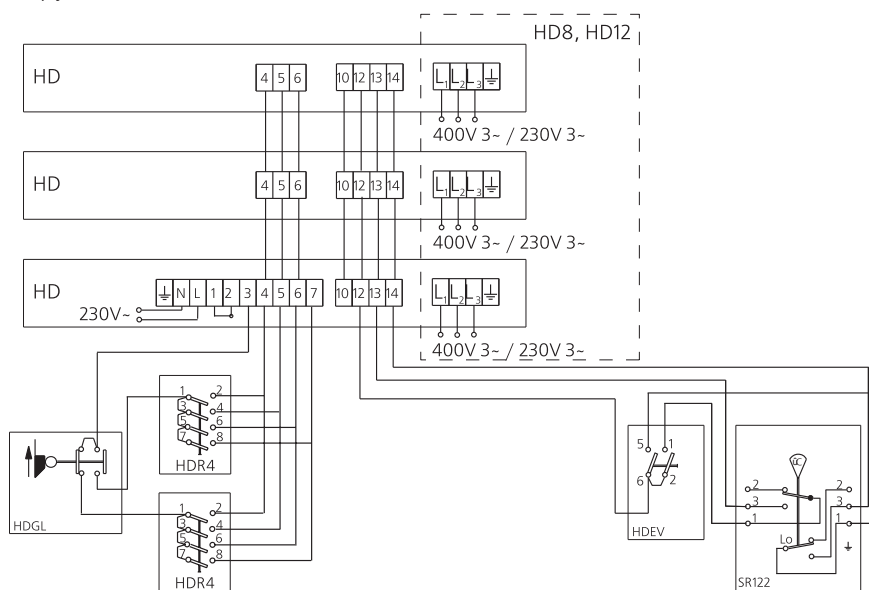 HD8, HD12
HD
4 5 6
10 12 13 14
L1 L2 L3
400V 3~ / 230V 3~
HD
4 5 6
10 12 13 14
L1 L2 L3
400V 3~ / 230V 3~
HD
N L 1 2 3 4 5 6 7
10 12 13 14
L1 L2 L3
230V~
400V 3~ / 230V 3~
1 2
3 4
5 6
7 8
HDR4
HDGL
1 2
3 4
5 6
7 8
HDR4
5 1
6 2
HDEV
°C
2 2
3 3
1 1
Lo
SR122